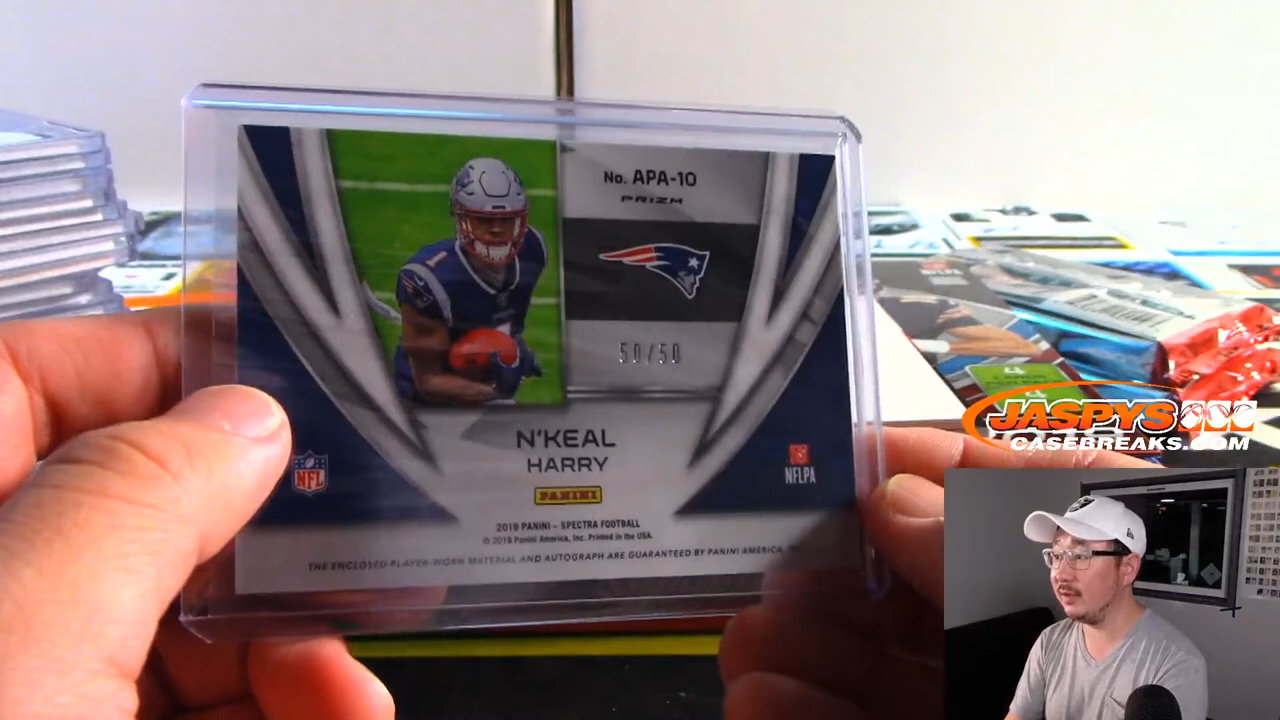 No. APA-10
PRIZM
50/50
1
N'KEAL
HARRY
PANINI
NFL
NFLPA
2019 PANINI – SPECTRA FOOTBALL
© 2019 Panini America, Inc. Printed in the USA.
THE ENCLOSED PLAYER-WORN MATERIAL AND AUTOGRAPH ARE GUARANTEED BY PANINI AMERICA,
4
JASPYS
CASEBREAKS.COM